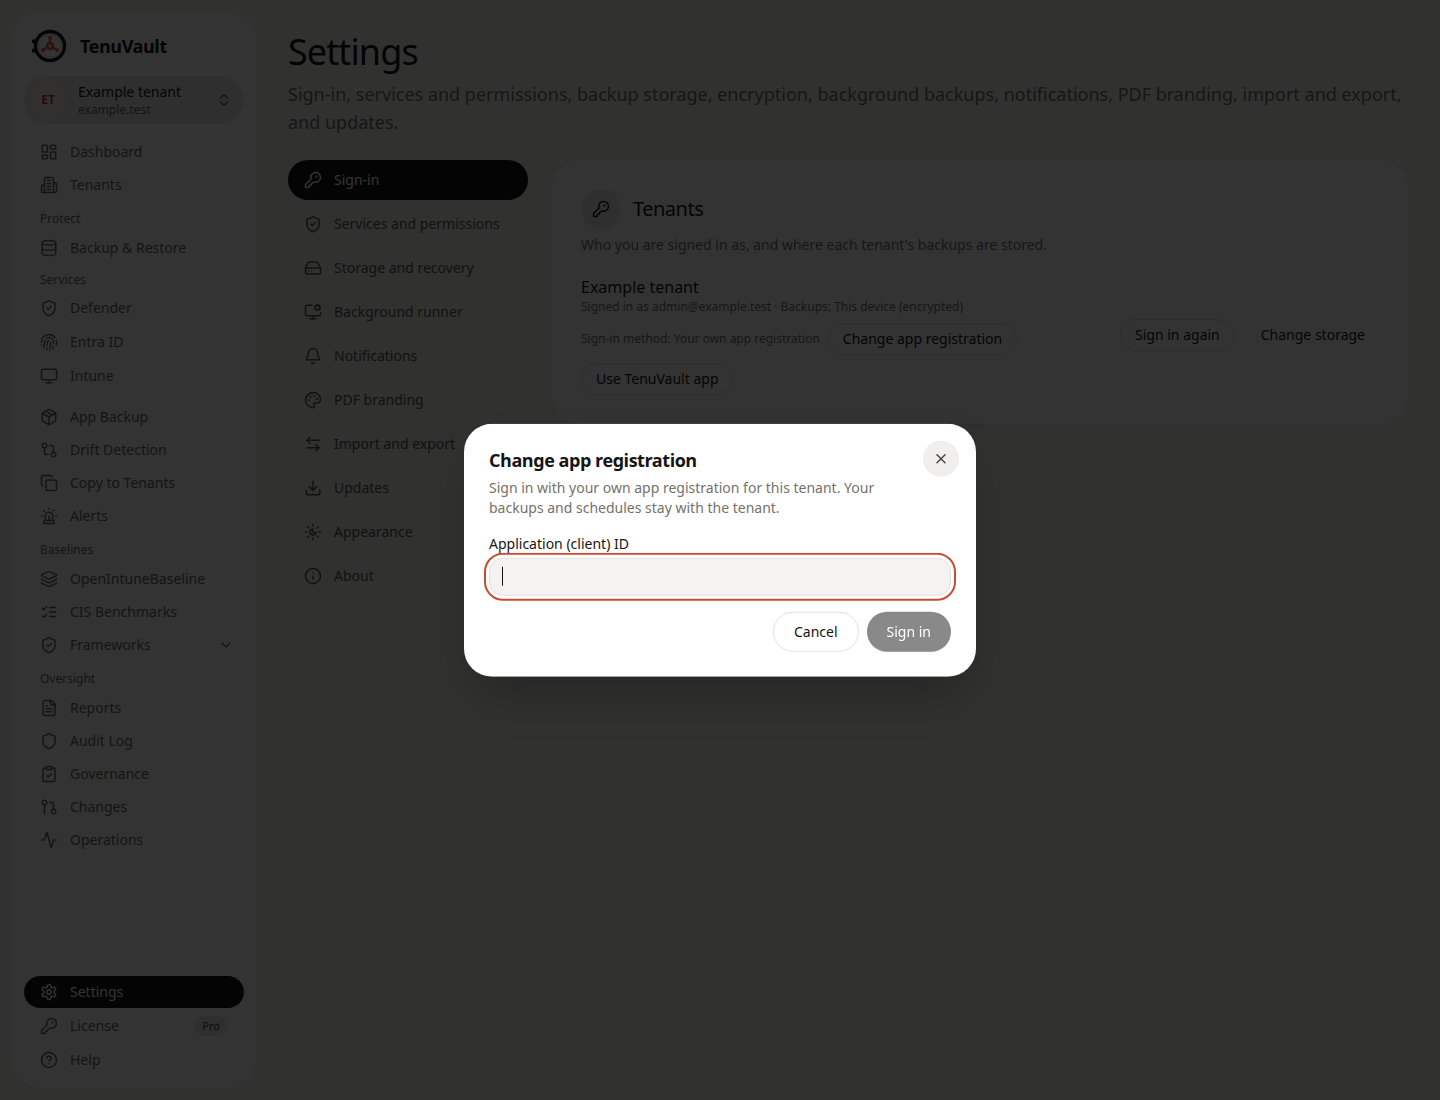 TenuVault
ET
Example tenant
example.test
Dashboard
Tenants
Protect
Backup & Restore
Services
Defender
Entra ID
Intune
App Backup
Drift Detection
Copy to Tenants
Alerts
Baselines
OpenIntuneBaseline
CIS Benchmarks
Frameworks
Oversight
Reports
Audit Log
Governance
Changes
Operations
Settings
License
Pro
Help
Settings
Sign-in, services and permissions, backup storage, encryption, background backups, notifications, PDF branding, import and export,
and updates.
Sign-in
Services and permissions
Storage and recovery
Background runner
Notifications
PDF branding
Import and export
Updates
Appearance
About
Tenants
Who you are signed in as, and where each tenant's backups are stored.
Example tenant
Signed in as admin@example.test · Backups: This device (encrypted)
Sign-in method: Your own app registration
Change app registration
Use TenuVault app
Sign in again
Change storage
Change app registration
Sign in with your own app registration for this tenant. Your
backups and schedules stay with the tenant.
Application (client) ID
Cancel
Sign in